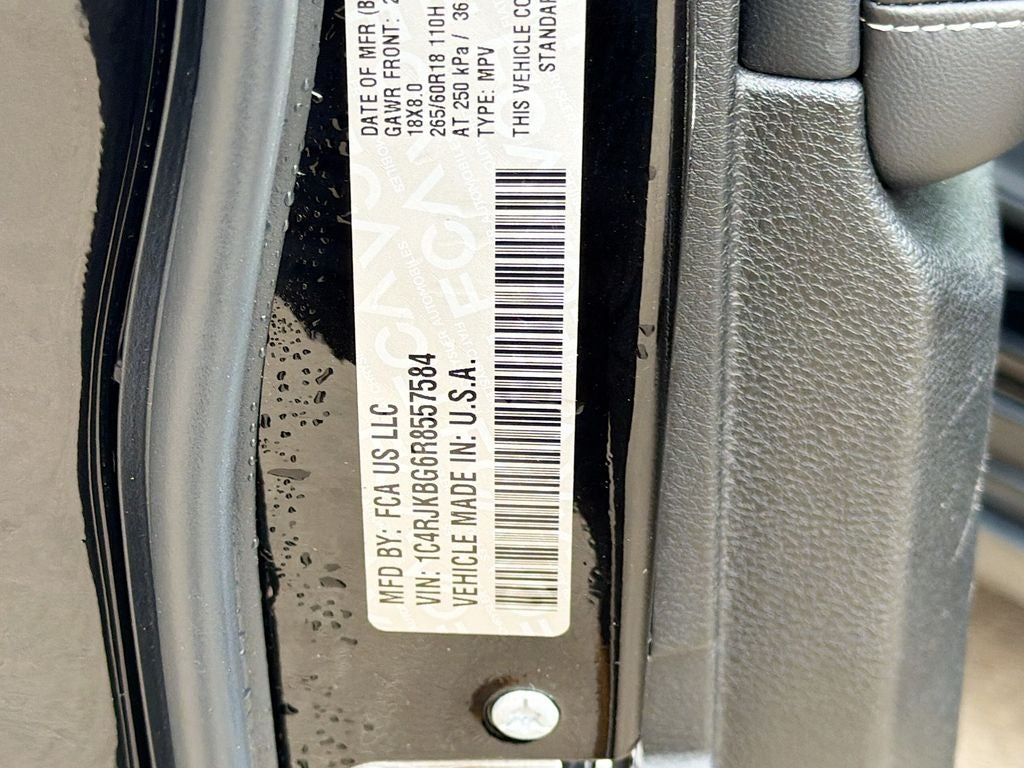 MFD BY: FCA US LLC
VIN: 1C4RJKBG6R8557584
VEHICLE MADE IN: U.S.A.
DATE OF MFR
GAWR FRONT:
18X8.0
265/60R18 110H
AT 250 kPa / 36
TYPE: MPV
THIS VEHICLE